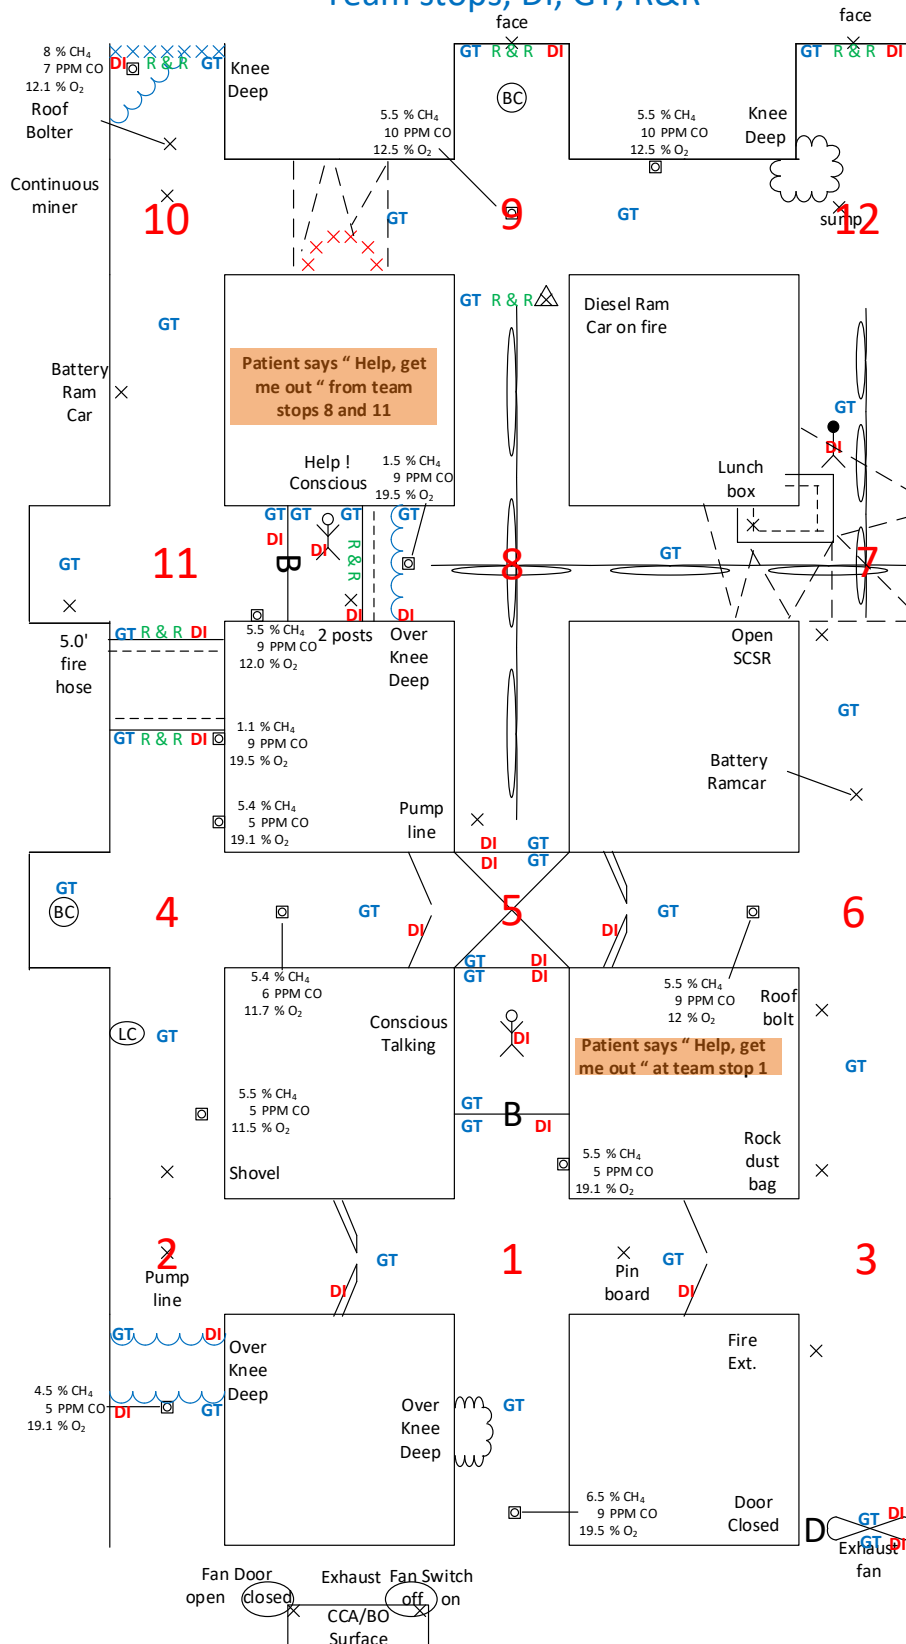 Team stops, DI, GT, R&R
face
face
GT R & R DI
GT R & R DI
8 % CH₄
7 PPM CO
12.1 % O₂
DI R & R GT
Knee
Deep
BC
Roof
Bolter
5.5 % CH₄
10 PPM CO
12.5 % O₂
5.5 % CH₄
10 PPM CO
12.5 % O₂
Knee
Deep
Continuous
miner
10
GT
9
GT
sump
12
GT
GT R & R
Diesel Ram
Car on fire
Battery
Ram
Car
Patient says “ Help, get
me out “ from team
stops 8 and 11
GT
DI
Help !
Conscious
1.5 % CH₄
9 PPM CO
19.5 % O₂
Lunch
box
GT GT
GT
GT
DI
DI
R & R
B
GT
11
8
GT
7
DI
DI
2 posts
5.0'
fire
hose
GT R & R DI
5.5 % CH₄
9 PPM CO
12.0 % O₂
Over
Knee
Deep
Open
SCSR
GT
GT R & R DI
1.1 % CH₄
9 PPM CO
19.5 % O₂
Battery
Ramcar
5.4 % CH₄
5 PPM CO
19.1 % O₂
Pump
line
DI GT
DI GT
GT
BC
4
GT
DI
5
DI
GT
6
GT DI
GT DI
5.4 % CH₄
6 PPM CO
11.7 % O₂
5.5 % CH₄
9 PPM CO
12 % O₂
Roof
bolt
LC
GT
Conscious
Talking
DI
Patient says “ Help, get
me out “ at team stop 1
GT
5.5 % CH₄
5 PPM CO
11.5 % O₂
GT
B
GT DI
Rock
dust
bag
5.5 % CH₄
5 PPM CO
19.1 % O₂
Shovel
2
Pump
line
GT
DI
1
Pin
board
GT
DI
3
GT DI
Over
Knee
Deep
Fire
Ext.
4.5 % CH₄
5 PPM CO
19.1 % O₂
DI GT
Over
Knee
Deep
GT
6.5 % CH₄
9 PPM CO
19.5 % O₂
Door
Closed
D
GT DI
GT DI
Exhaust
fan
Fan Door
open closed
Exhaust
Fan Switch
off on
CCA/BO
Surface